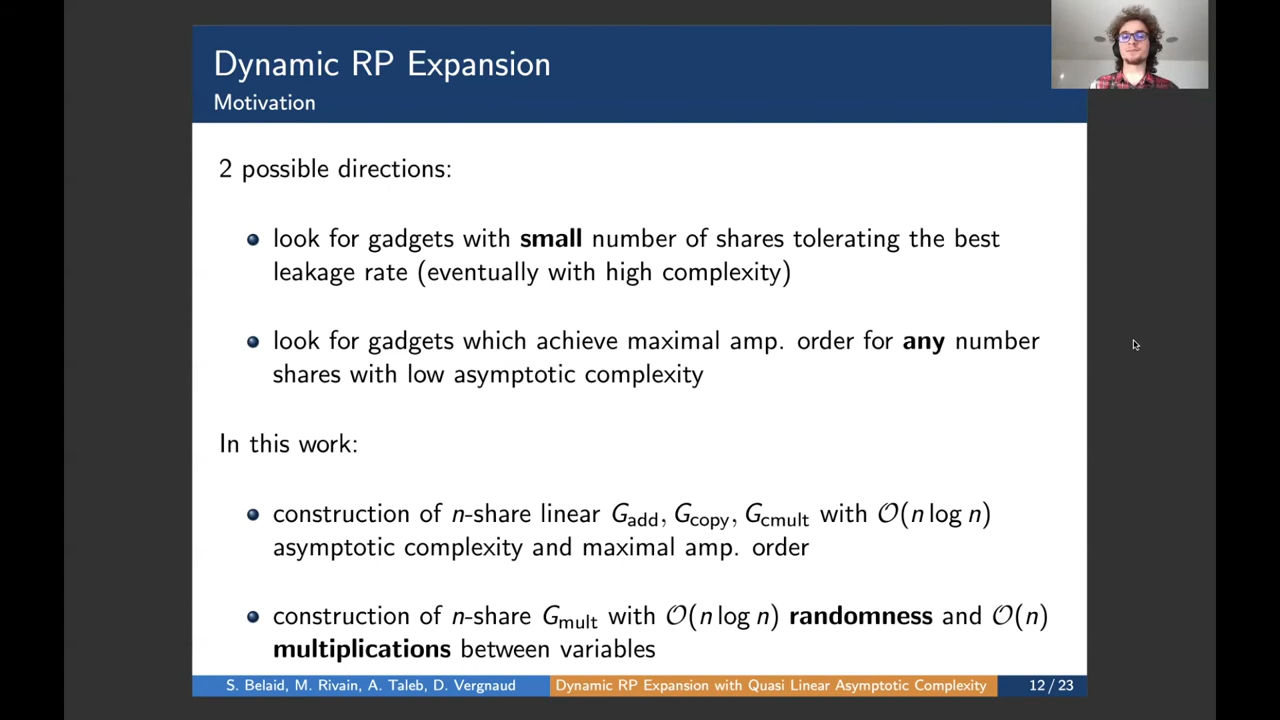 Dynamic RP Expansion
Motivation
2 possible directions:
look for gadgets with small number of shares tolerating the best
leakage rate (eventually with high complexity)
look for gadgets which achieve maximal amp. order for any number
shares with low asymptotic complexity
In this work:
construction of n-share linear G_add, G_copy, G_cmult with 𝒪(n log n)
asymptotic complexity and maximal amp. order
construction of n-share G_mult with 𝒪(n log n) randomness and 𝒪(n)
multiplications between variables
S. Belaid, M. Rivain, A. Taleb, D. Vergnaud Dynamic RP Expansion with Quasi Linear Asymptotic Complexity 12 / 23